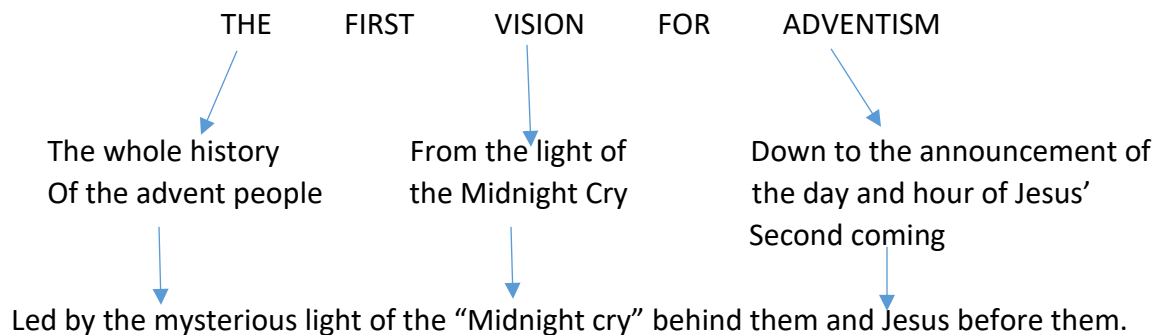 THE FIRST VISION FOR ADVENTISM
The whole history
Of the advent people
From the light of
the Midnight Cry
Down to the announcement of
the day and hour of Jesus’
Second coming
Led by the mysterious light of the “Midnight cry” behind them and Jesus before them.